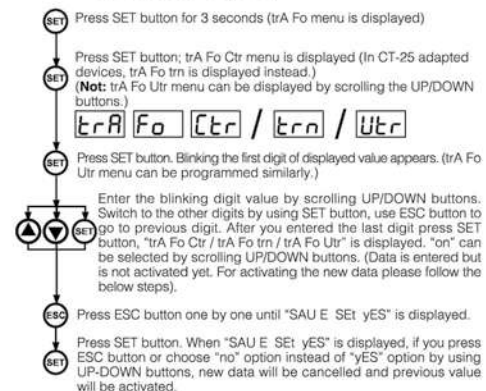 SET
Press SET button for 3 seconds (trA Fo menu is displayed)
Press SET button; trA Fo Ctr menu is displayed (In CT-25 adapted
devices, trA Fo trn is displayed instead.)
SET
(Not: trA Fo Utr menu can be displayed by scrolling the UP/DOWN
buttons.)
trA Fo Ctr / trn / Utr
SET
Press SET button. Blinking the first digit of displayed value appears. (trA Fo
Utr menu can be programmed similarly.)
Enter the blinking digit value by scrolling UP/DOWN buttons.
Switch to the other digits by using SET button, use ESC button to
SET
go to previous digit. After you entered the last digit press SET
button, "trA Fo Ctr / trA Fo trn / trA Fo Utr" is displayed. "on" can
be selected by scrolling UP/DOWN buttons. (Data is entered but
is not activated yet. For activating the new data please follow the
below steps).
ESC
Press ESC button one by one until "SAU E SEt yES" is displayed.
Press SET button. When "SAU E SEt yES" is displayed, if you press
SET
ESC button or choose "no" option instead of "yES" option by using
UP-DOWN buttons, new data will be cancelled and previous value
will be activated.